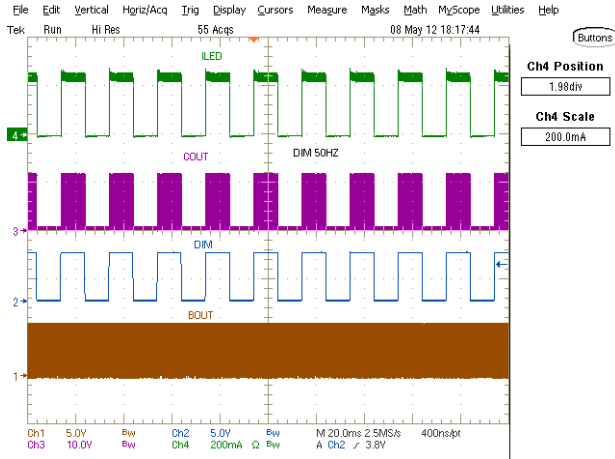 File Edit Vertical Horiz/Acq Trig Display Cursors Measure Masks Math MyScope Utilities Help
Tek Run Hi Res 55 Acqs 08 May 12 18:17:44
Buttons
ILED
Ch4 Position
1.98div
Ch4 Scale
200.0mA
4
COUT DIM 50HZ
3
DIM
2
BOUT
1
Ch1 5.0V Bw Ch2 5.0V Bw M 20.0ms 2.5MS/s 400ns/pt
Ch3 10.0V Bw Ch4 200mA Ω Bw A Ch2 / 3.8V